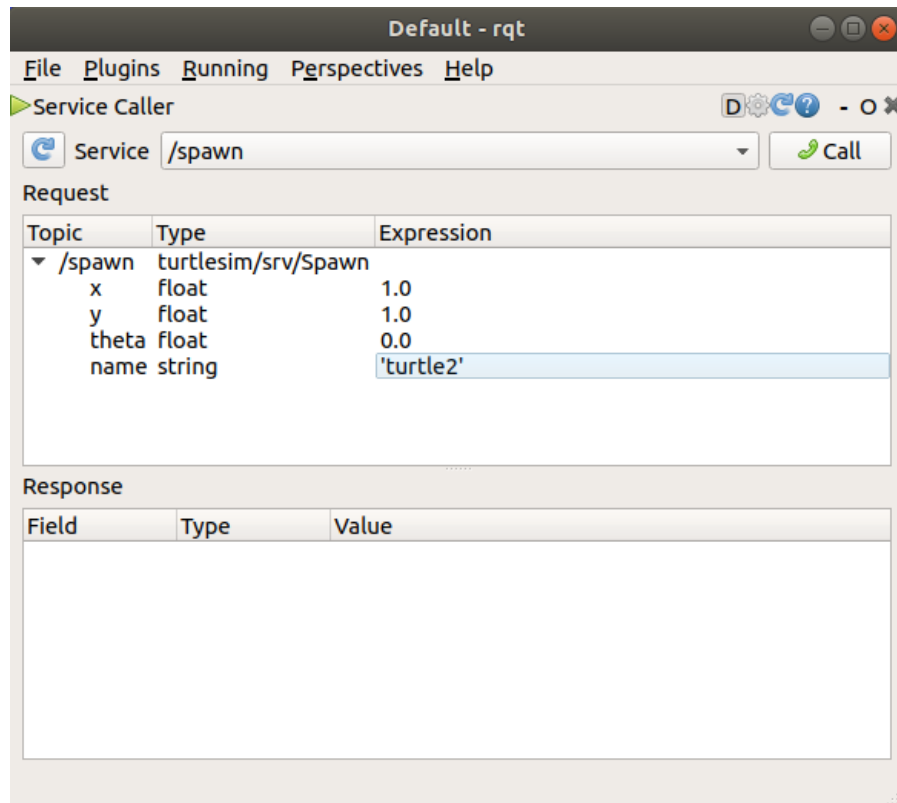 Default - rqt
File Plugins Running Perspectives Help
Service Caller D - O
Service /spawn Call
Request
Topic Type Expression
/spawn turtlesim/srv/Spawn
x float 1.0
y float 1.0
theta float 0.0
name string 'turtle2'
Response
Field Type Value